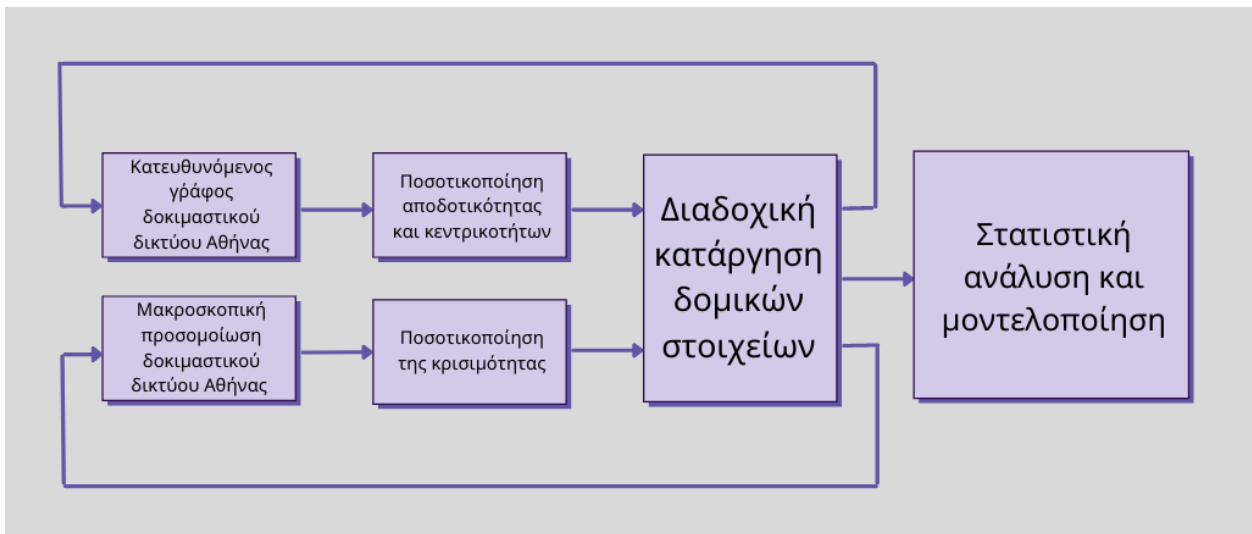 Κατευθυνόμενος
γράφος
δοκιμαστικού
δικτύου Αθήνας
Ποσοτικοποίηση
αποδοτικότητας
και κεντρικοτήτων
Μακροσκοπική
προσομοίωση
δοκιμαστικού
δικτύου Αθήνας
Ποσοτικοποίηση
της κρισιμότητας
Διαδοχική
κατάργηση
δομικών
στοιχείων
Στατιστική
ανάλυση και
μοντελοποίηση